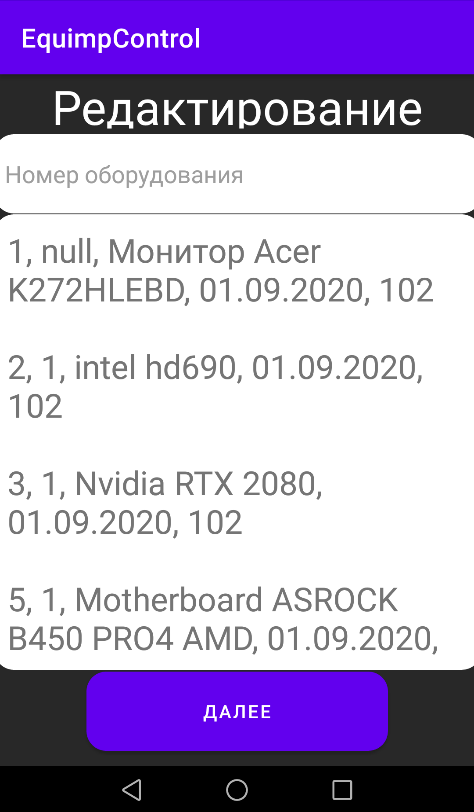 EquimpControl
Редактирование
Номер оборудования
1, null, Монитор Acer
K272HLEBD, 01.09.2020, 102
2, 1, intel hd690, 01.09.2020,
102
3, 1, Nvidia RTX 2080,
01.09.2020, 102
5, 1, Motherboard ASROCK
B450 PRO4 AMD, 01.09.2020,
ДАЛЕЕ